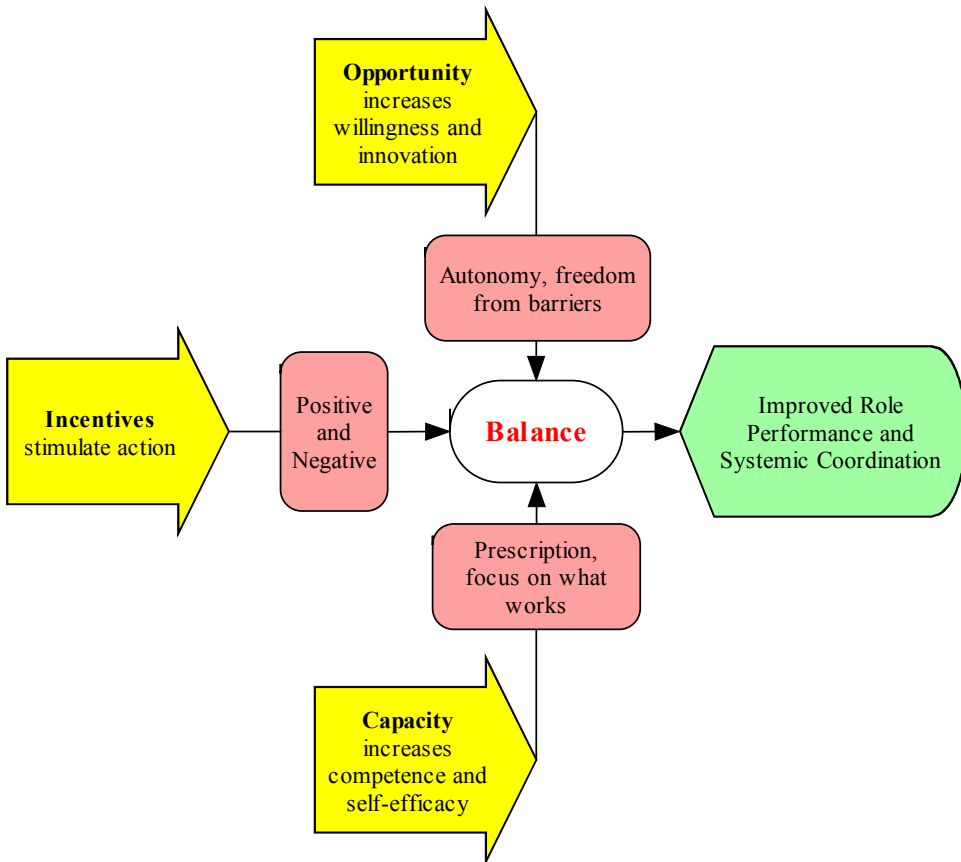 Opportunity
increases
willingness and
innovation
Autonomy, freedom
from barriers
Incentives
stimulate action
Positive
and
Negative
Balance
Improved Role
Performance and
Systemic Coordination
Prescription,
focus on what
works
Capacity
increases
competence and
self-efficacy